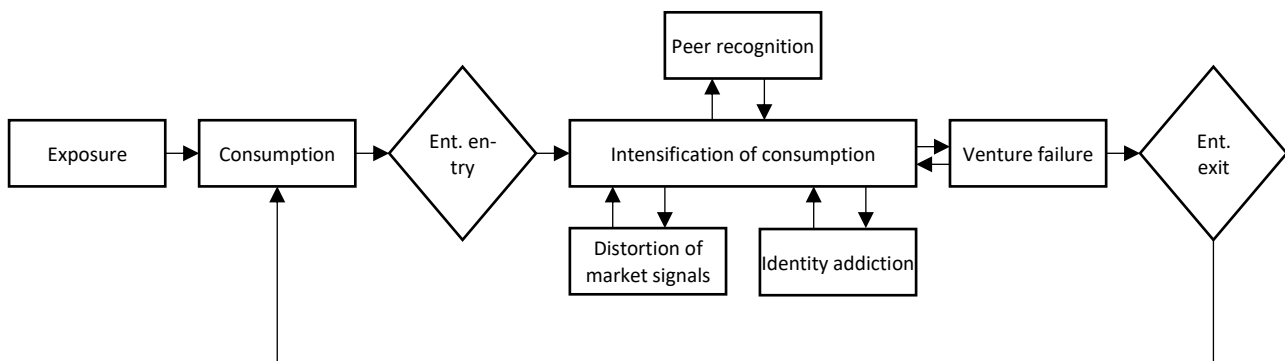 Peer recognition
Exposure
Consumption
Ent. en-
try
Intensification of consumption
Venture failure
Ent.
exit
Distortion of
market signals
Identity addiction